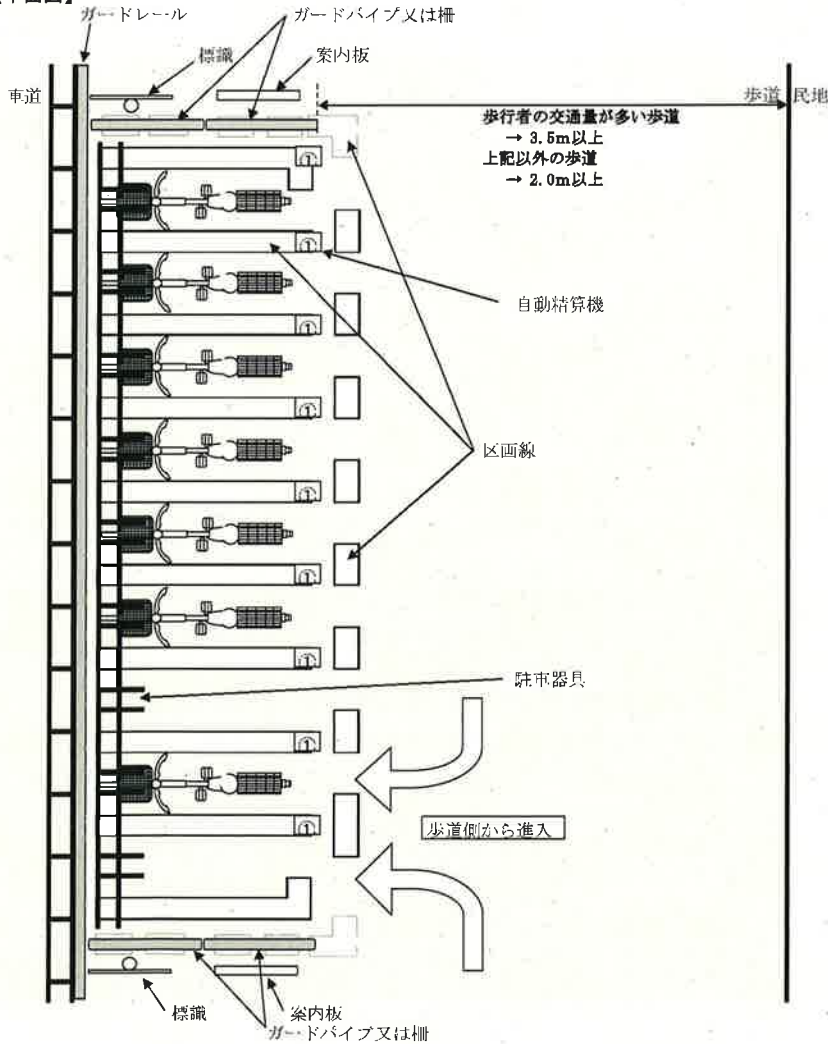 ガードレール
ガードパイプ又は柵
標識
案内板
車道
歩道
民地
歩行者の交通量が多い歩道
→ 3.5m以上
上記以外の歩道
→ 2.0m以上
自動精算機
区画線
駐車器具
歩道側から進入
標識
案内板
ガードパイプ又は柵